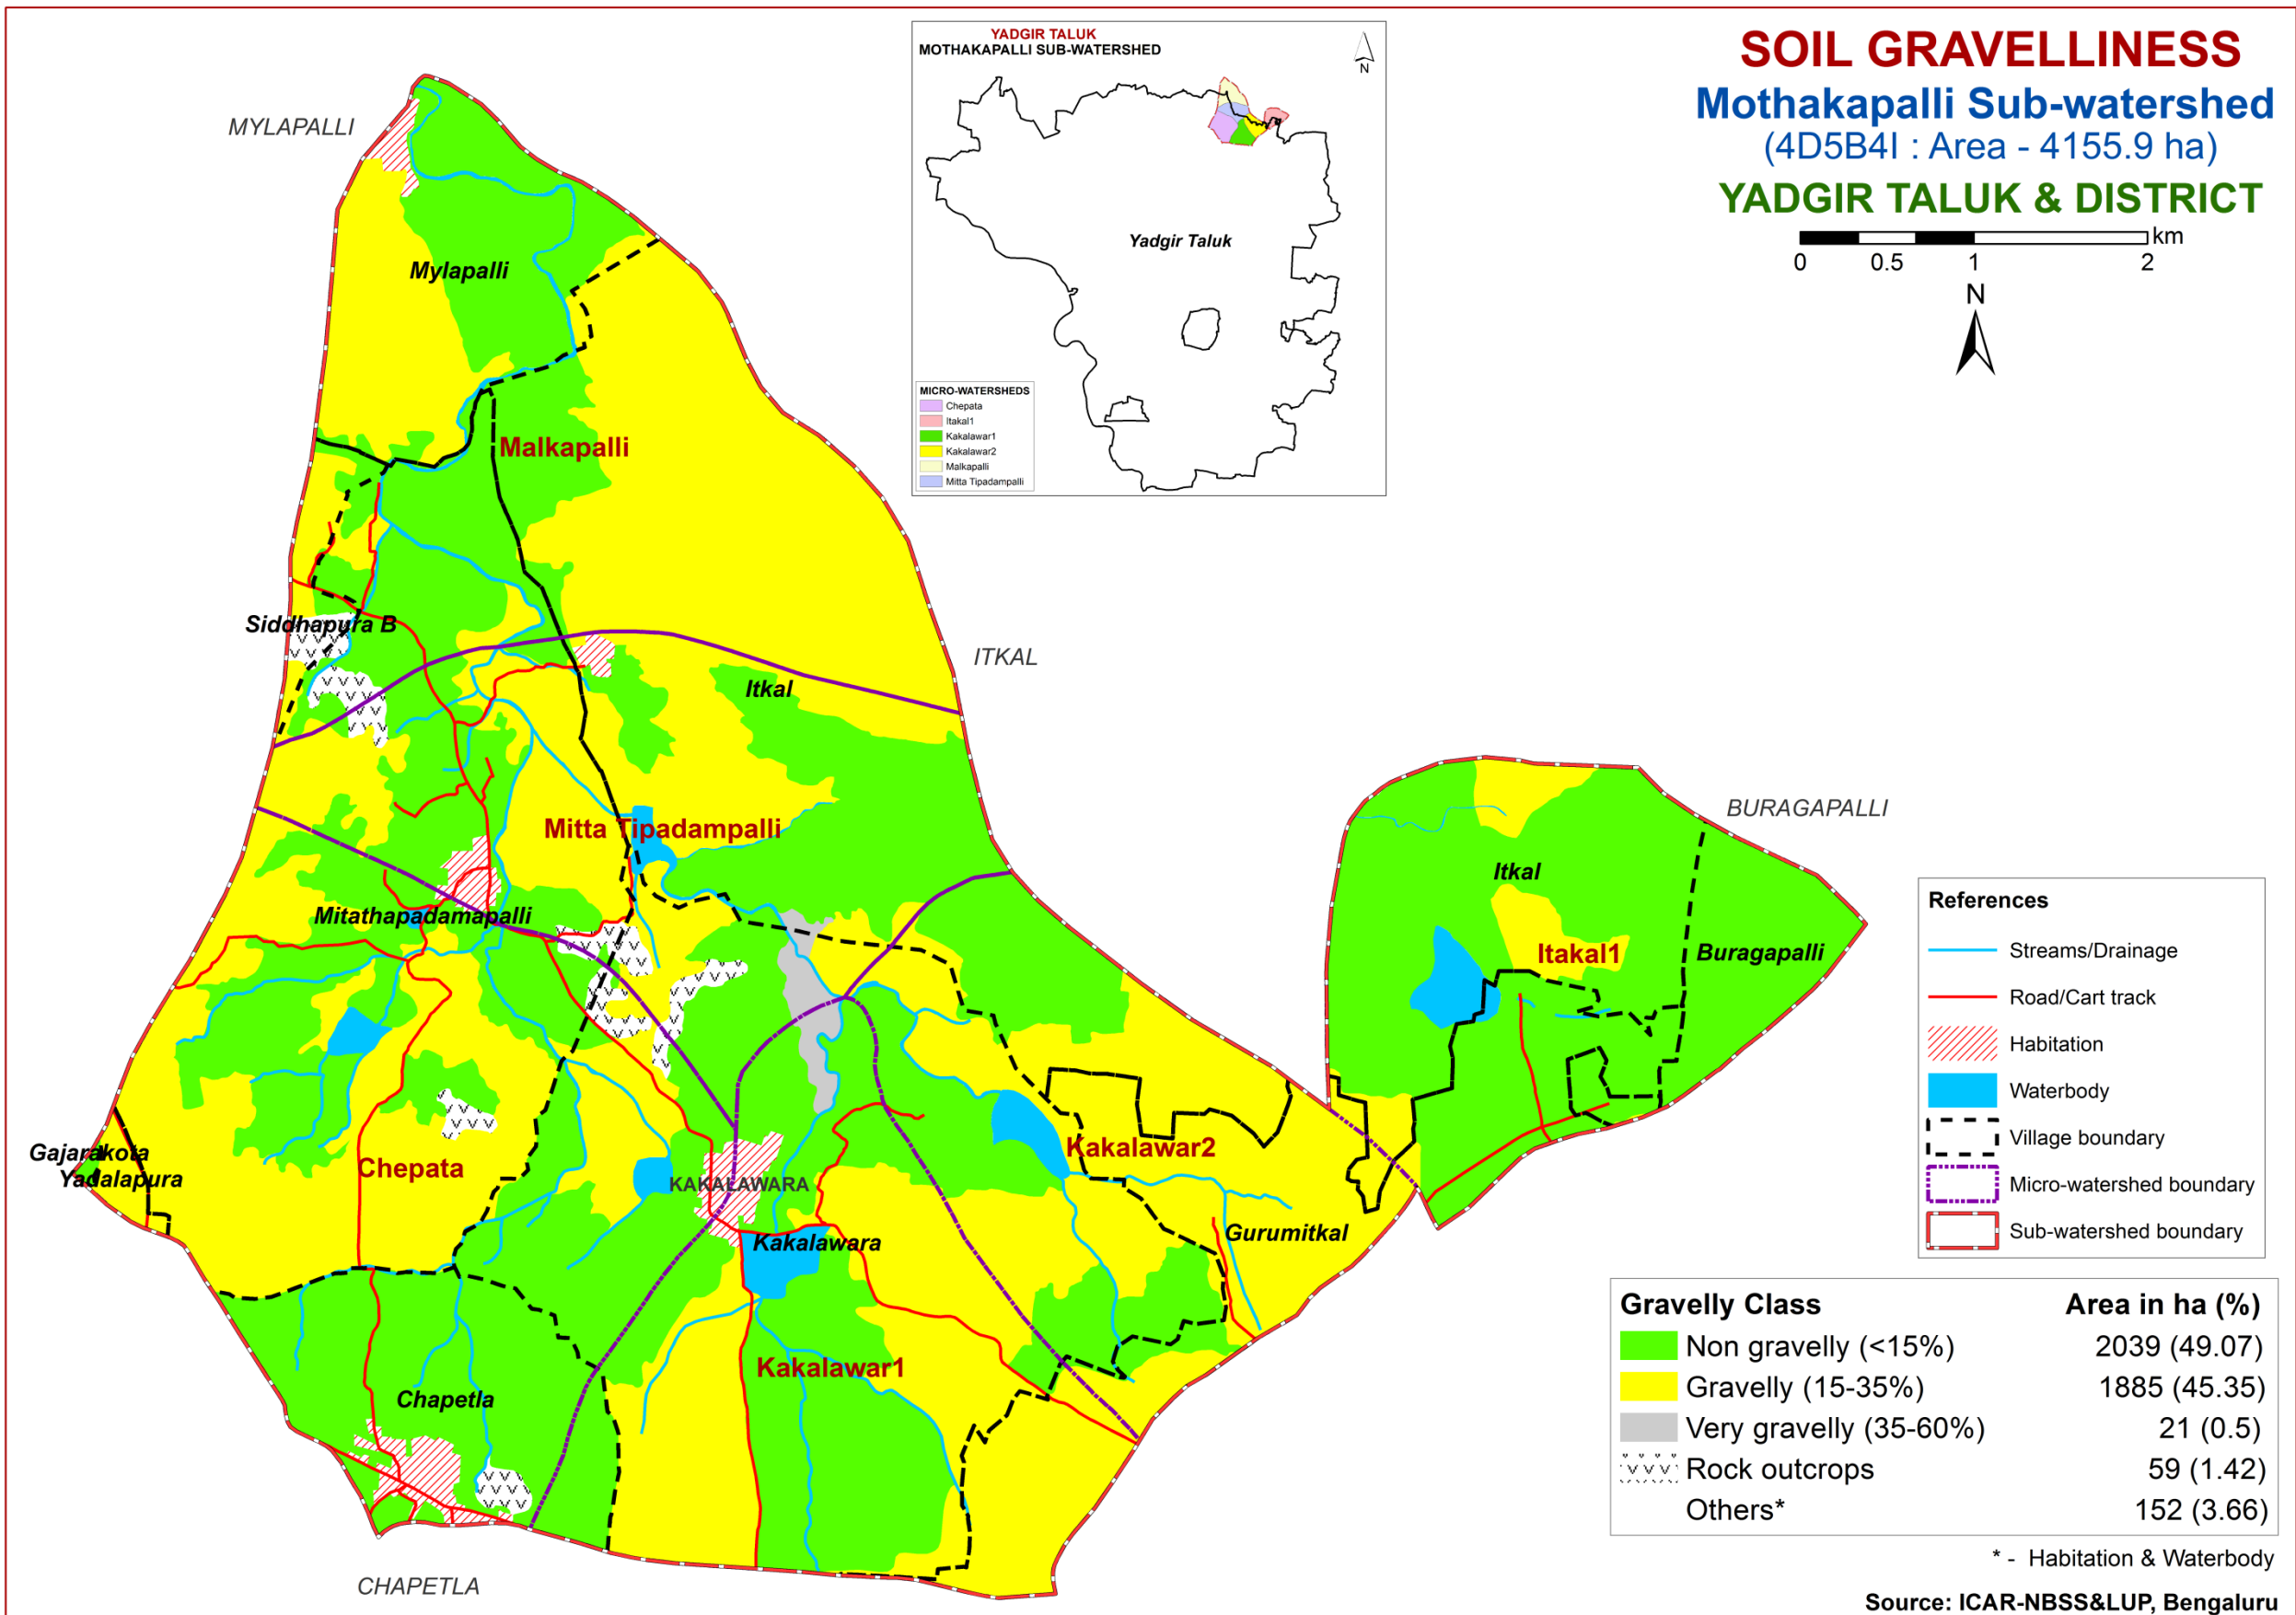 SOIL GRAVELLINESS
Mothakapalli Sub-watershed
(4D5B4I : Area - 4155.9 ha)
YADGIR TALUK & DISTRICT
km
0 0.5 1 2
N
YADGIR TALUK
MOTHAKAPALLI SUB-WATERSHED
N
Yadgir Taluk
MICRO-WATERSHEDS
Chepata
Itakal1
Kakalawar1
Kakalawar2
Malkapalli
Mitta Tipadampalli
MYLAPALLI
Mylapalli
Malkapalli
Siddhapura B
ITKAL
Itkal
Mitta Tipadampalli
BURAGAPALLI
Itkal
Mitathapadamapalli
Itakal1
Buragapalli
Gajarakota
Yadalapura
Chepata
KAKALAWARA
Kakalawar2
Gurumitkal
Kakalawara
Kakalawar1
Chapetla
CHAPETLA
References
Streams/Drainage
Road/Cart track
Habitation
Waterbody
Village boundary
Micro-watershed boundary
Sub-watershed boundary
Gravelly Class Area in ha (%)
Non gravelly (<15%) 2039 (49.07)
Gravelly (15-35%) 1885 (45.35)
Very gravelly (35-60%) 21 (0.5)
Rock outcrops 59 (1.42)
Others* 152 (3.66)
* - Habitation & Waterbody
Source: ICAR-NBSS&LUP, Bengaluru